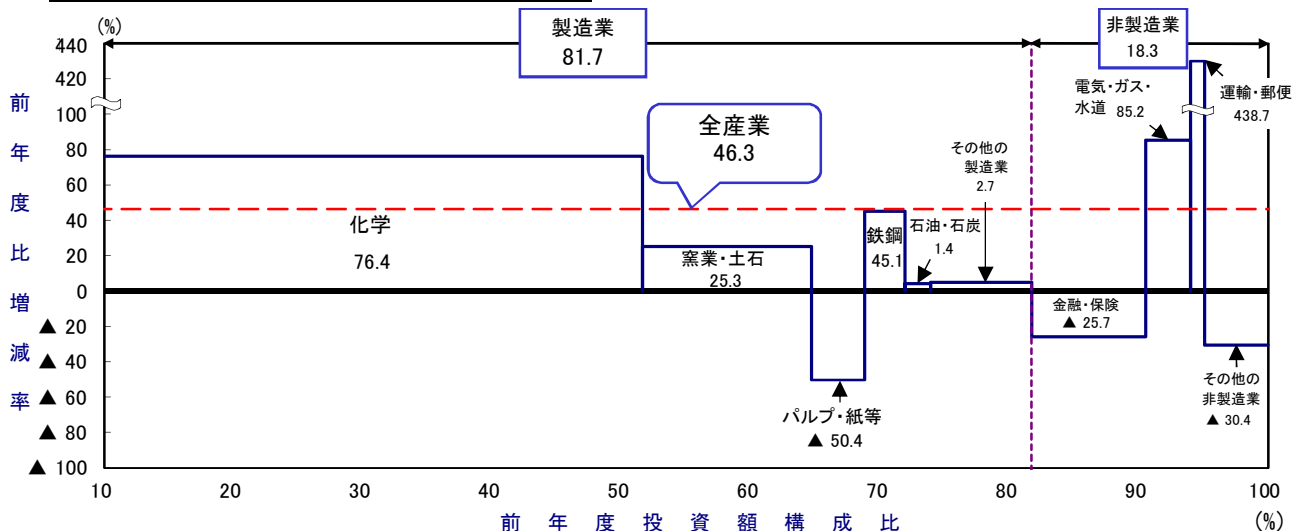 (%)
440
420
100
80
60
40
20
0
▲ 20
▲ 40
▲ 60
▲ 80
▲ 100
前年度比増減率
製造業
81.7
非製造業
18.3
全産業
46.3
化学
76.4
窯業・土石
25.3
パルプ・紙等
▲ 50.4
鉄鋼
45.1
石油・石炭
1.4
その他の
製造業
2.7
金融・保険
▲ 25.7
電気・ガス・
水道 85.2
運輸・郵便
438.7
その他の
非製造業
▲ 30.4
10 20 30 40 50 60 70 80 90 100
前年度投資額構成比 (%)